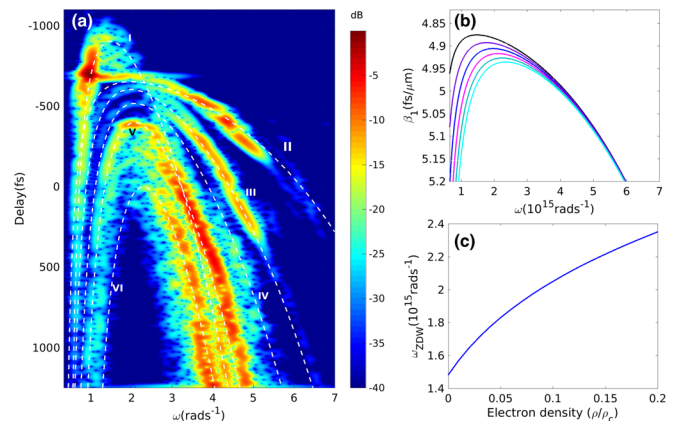 (a)
dB
-1000
-500
0
500
1000
Delay(fs)
I
II
III
IV
V
VI
1 2 3 4 5 6 7
ω(rads⁻¹)
-5
-10
-15
-20
-25
-30
-35
-40
(b)
4.85
4.9
4.95
5
5.05
5.1
5.15
5.2
β₁(fs/μm)
1 2 3 4 5 6 7
ω(10¹⁵rads⁻¹)
(c)
2.4
2.2
2
1.8
1.6
1.4
ω_ZDW(10¹⁵rads⁻¹)
0 0.05 0.1 0.15 0.2
Electron density (ρ/ρ_c)